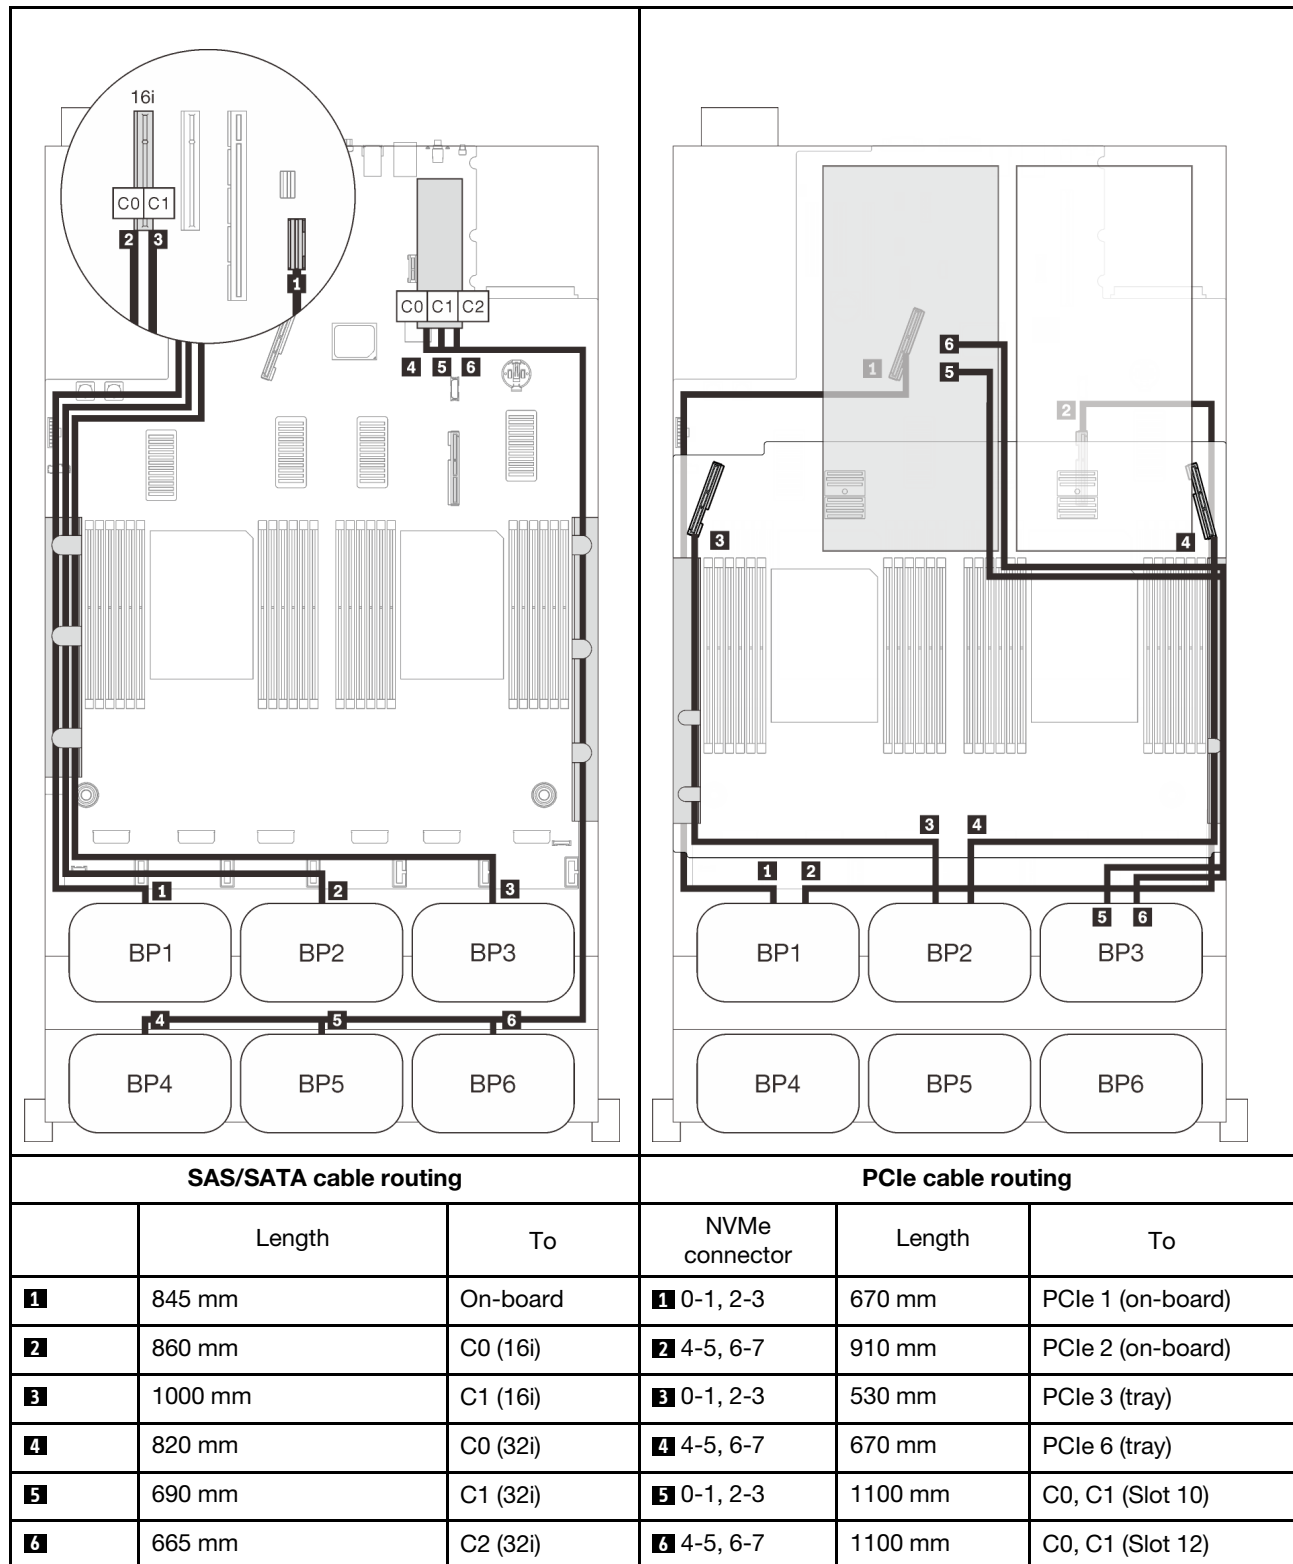 16i
C0 C1
2 3
1
C0 C1 C2
4 5 6
1 2 3
BP1 BP2 BP3
4 5 6
BP4 BP5 BP6
6
1 5
2
3 4
3 4
1 2
5 6
BP1 BP2 BP3
BP4 BP5 BP6
SAS/SATA cable routing PCIe cable routing
Length To NVMe connector Length To
1 845 mm On-board 1 0-1, 2-3 670 mm PCIe 1 (on-board)
2 860 mm C0 (16i) 2 4-5, 6-7 910 mm PCIe 2 (on-board)
3 1000 mm C1 (16i) 3 0-1, 2-3 530 mm PCIe 3 (tray)
4 820 mm C0 (32i) 4 4-5, 6-7 670 mm PCIe 6 (tray)
5 690 mm C1 (32i) 5 0-1, 2-3 1100 mm C0, C1 (Slot 10)
6 665 mm C2 (32i) 6 4-5, 6-7 1100 mm C0, C1 (Slot 12)